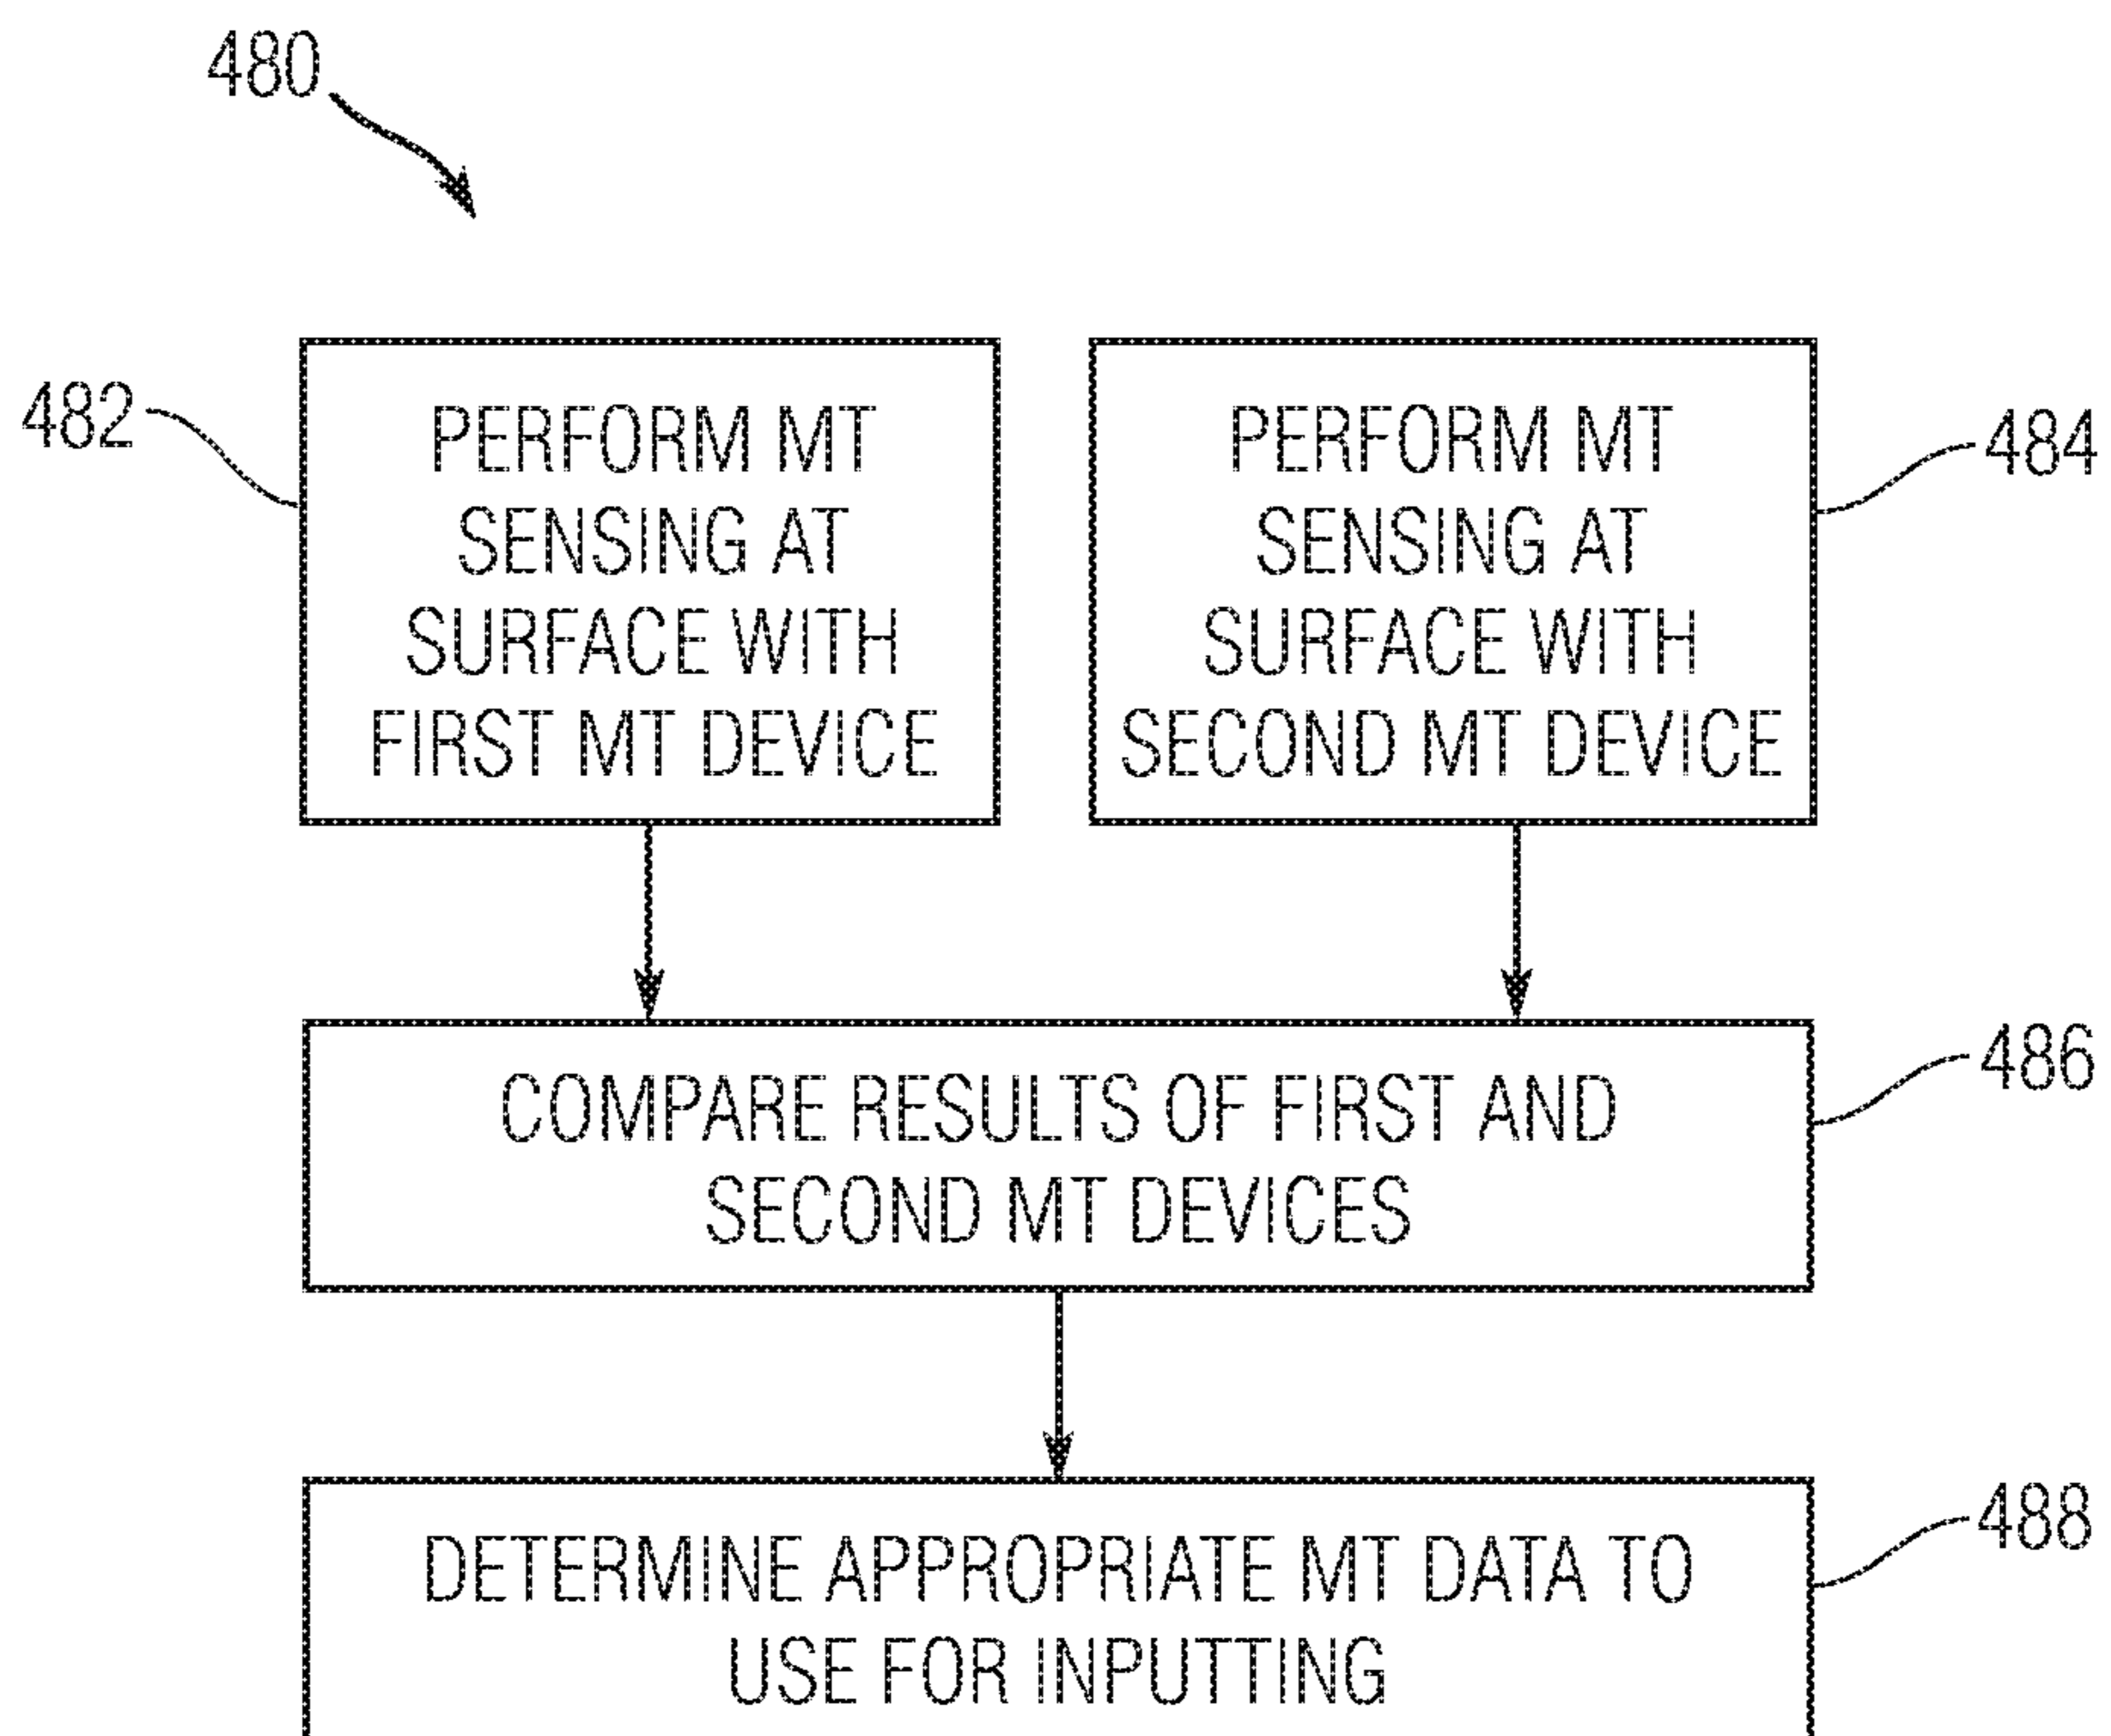 480
482
PERFORM MT
SENSING AT
SURFACE WITH
FIRST MT DEVICE
PERFORM MT
SENSING AT
SURFACE WITH
SECOND MT DEVICE
484
COMPARE RESULTS OF FIRST AND
SECOND MT DEVICES
486
DETERMINE APPROPRIATE MT DATA TO
USE FOR INPUTTING
488